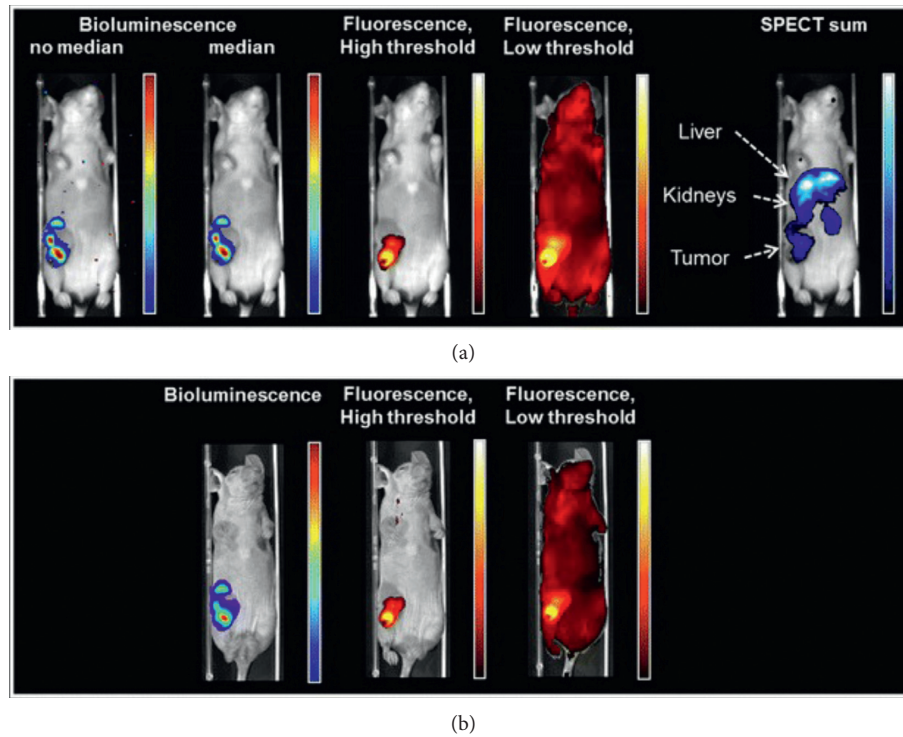 Bioluminescence
no median
median
Fluorescence,
High threshold
Fluorescence,
Low threshold
SPECT sum
Liver
Kidneys
Tumor
(a)
Bioluminescence
Fluorescence,
High threshold
Fluorescence,
Low threshold
(b)